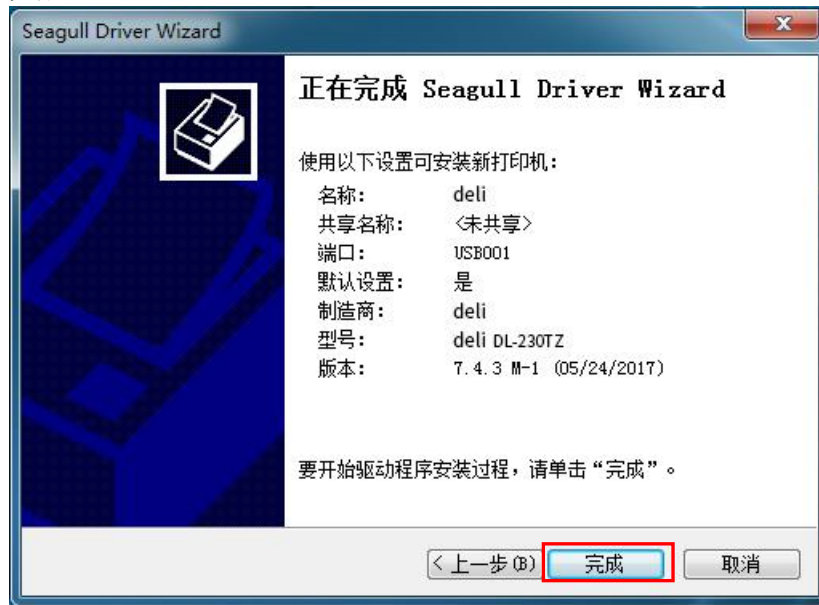 Seagull Driver Wizard
正在完成 Seagull Driver Wizard
使用以下设置可安装新打印机：
名称： deli
共享名称： <未共享>
端口： USB001
默认设置： 是
制造商： deli
型号： deli DL-230TZ
版本： 7.4.3 M-1 (05/24/2017)
要开始驱动程序安装过程，请单击“完成”。
<上一步(B) 完成 取消